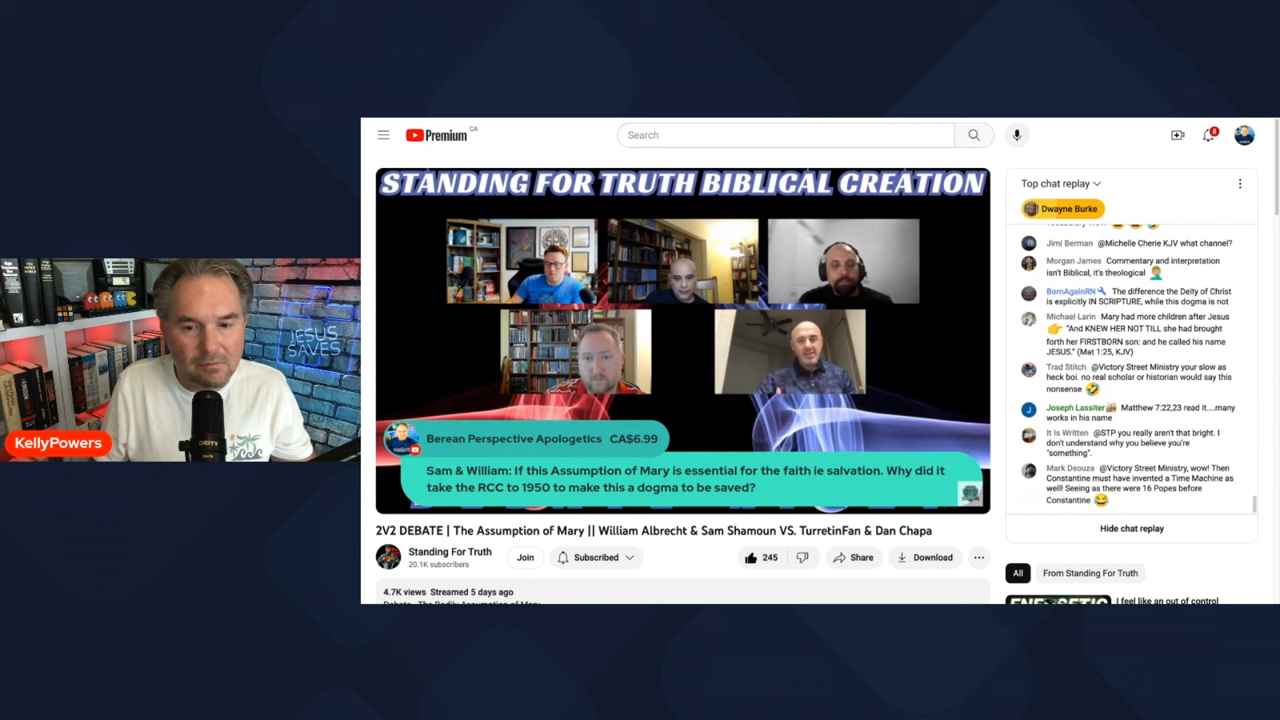 JESUS
SAVES
DEITY
KellyPowers
Premium CA
Search
8
STANDING FOR TRUTH BIBLICAL CREATION
Berean Perspective Apologetics CA$6.99
Sam & William: If this Assumption of Mary is essential for the faith ie salvation. Why did it
take the RCC to 1950 to make this a dogma to be saved?
2V2 DEBATE | The Assumption of Mary || William Albrecht & Sam Shamoun VS. TurretinFan & Dan Chapa
Standing For Truth
20.1K subscribers
Join
Subscribed
245
Share
Download
4.7K views Streamed 5 days ago
Top chat replay
Dwayne Burke
Jimi Berman @Michelle Cherie KJV what channel?
Morgan James Commentary and interpretation
isn't Biblical, it's theological
BornAgainRN The difference the Deity of Christ
is explicitly IN SCRIPTURE, while this dogma is not
Michael Larin Mary had more children after Jesus
"And KNEW HER NOT TILL she had brought
forth her FIRSTBORN son: and he called his name
JESUS." (Mat 1:25, KJV)
Trad Stitch @Victory Street Ministry your slow as
heck boi. no real scholar or historian would say this
nonsense
J
Joseph Lassiter Matthew 7:22,23 read it....many
works in his name
It Is Written @STP you really aren't that bright. I
don't understand why you believe you're
"something".
Mark Dsouza @Victory Street Ministry, wow! Then
Constantine must have invented a Time Machine as
well! Seeing as there were 16 Popes before
Constantine
Hide chat replay
All
From Standing For Truth
I feel like an out of control